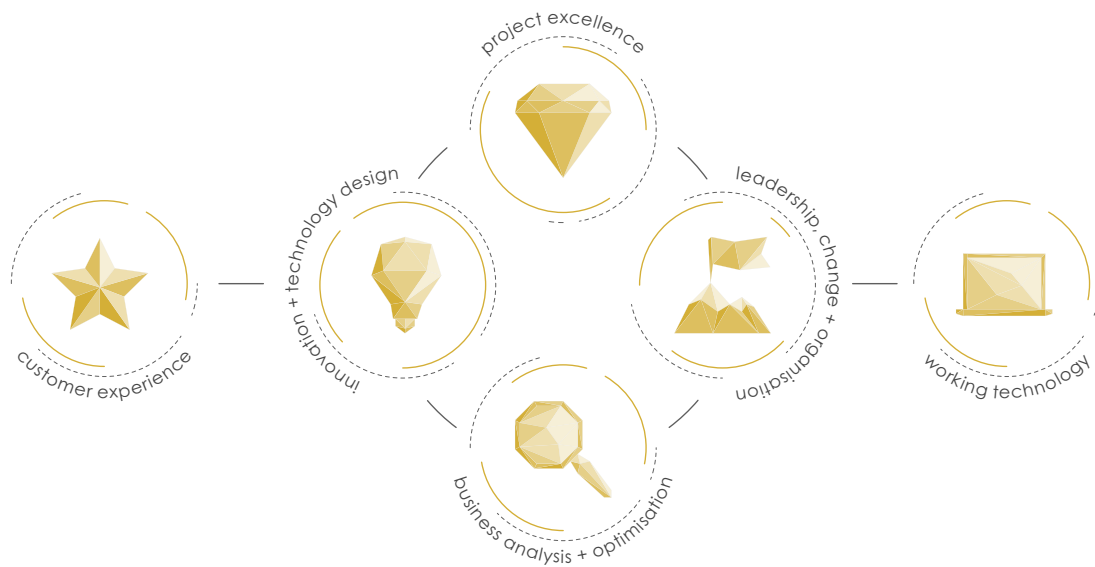 project excellence
innovation + technology design
leadership, change + organisation
customer experience
working technology
business analysis + optimisation